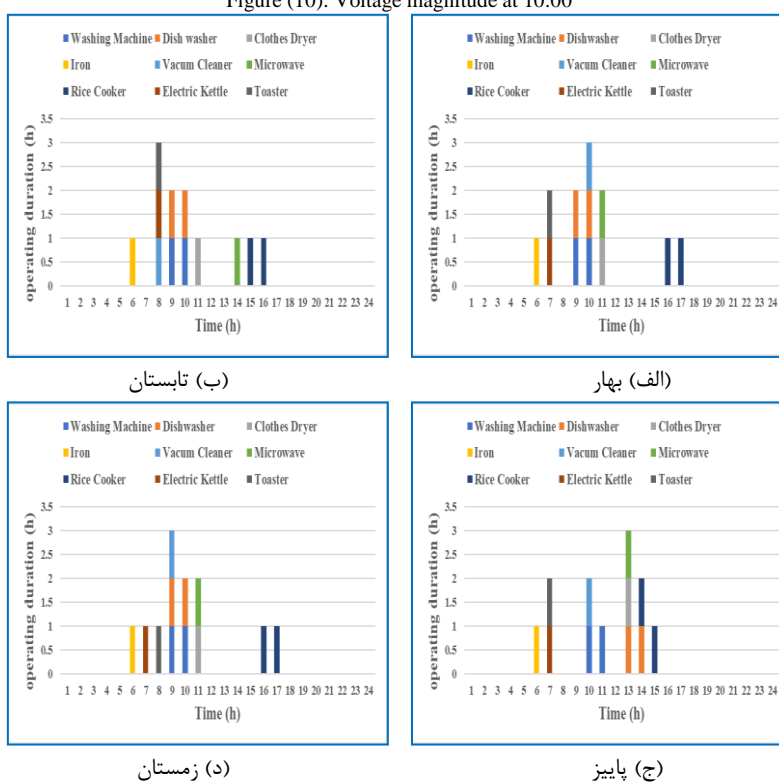 Figure (10): Voltage magnitude at 10:00
Washing Machine Dish washer Clothes Dryer
Iron Vacum Cleaner Microwave
Rice Cooker Electric Kettle Toaster
operating duration (h)
3.5
3
2.5
2
1.5
1
0.5
0
1 2 3 4 5 6 7 8 9 10 11 12 13 14 15 16 17 18 19 20 21 22 23 24
Time (h)
(ب) تابستان
Washing Machine Dishwasher Clothes Dryer
Iron Vacum Cleaner Microwave
Rice Cooker Electric Kettle Toaster
operating duration (h)
3.5
3
2.5
2
1.5
1
0.5
0
1 2 3 4 5 6 7 8 9 10 11 12 13 14 15 16 17 18 19 20 21 22 23 24
Time (h)
(الف) بهار
Washing Machine Dishwasher Clothes Dryer
Iron Vacum Cleaner Microwave
Rice Cooker Electric Kettle Toaster
operating duration (h)
3.5
3
2.5
2
1.5
1
0.5
0
1 2 3 4 5 6 7 8 9 10 11 12 13 14 15 16 17 18 19 20 21 22 23 24
Time (h)
(د) زمستان
Washing Machine Dishwasher Clothes Dryer
Iron Vacum Cleaner Microwave
Rice Cooker Electric Kettle Toaster
operating duration (h)
3.5
3
2.5
2
1.5
1
0.5
0
1 2 3 4 5 6 7 8 9 10 11 12 13 14 15 16 17 18 19 20 21 22 23 24
Time (h)
(ج) پاییز